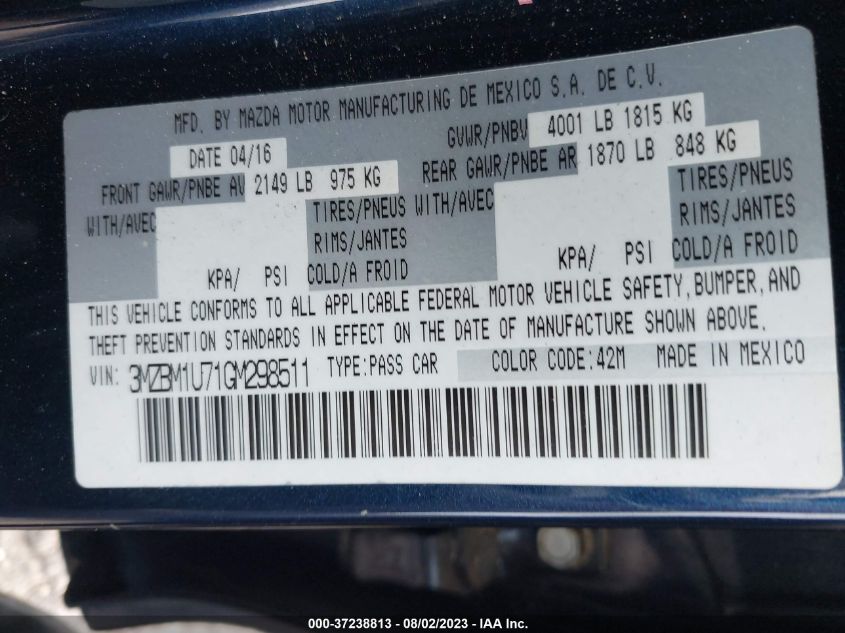 MFD. BY MAZDA MOTOR MANUFACTURING DE MEXICO S.A. DE C.V.
DATE 04/16 GVWR/PNBV 4001 LB 1815 KG
FRONT GAWR/PNBE AV 2149 LB 975 KG REAR GAWR/PNBE AR 1870 LB 848 KG
WITH/AVEC TIRES/PNEUS WITH/AVEC TIRES/PNEUS
RIMS/JANTES RIMS/JANTES
KPA/ PSI COLD/A FROID KPA/ PSI COLD/A FROID
THIS VEHICLE CONFORMS TO ALL APPLICABLE FEDERAL MOTOR VEHICLE SAFETY, BUMPER, AND
THEFT PREVENTION STANDARDS IN EFFECT ON THE DATE OF MANUFACTURE SHOWN ABOVE.
VIN: 3MZBM1U71GM298511 TYPE:PASS CAR COLOR CODE:42M MADE IN MEXICO
000-37238813 - 08/02/2023 - IAA Inc.